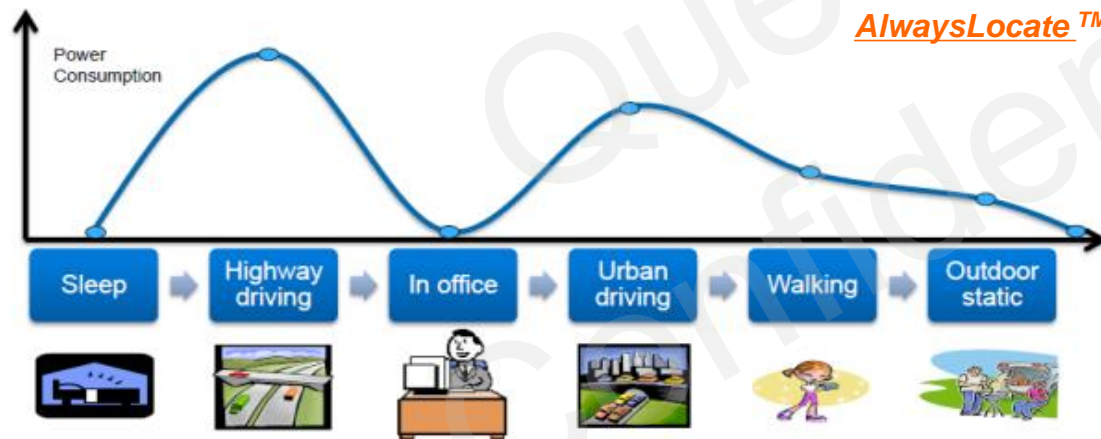 AlwaysLocate TM
Power
Consumption
Sleep
Highway
driving
In office
Urban
driving
Walking
Outdoor
static